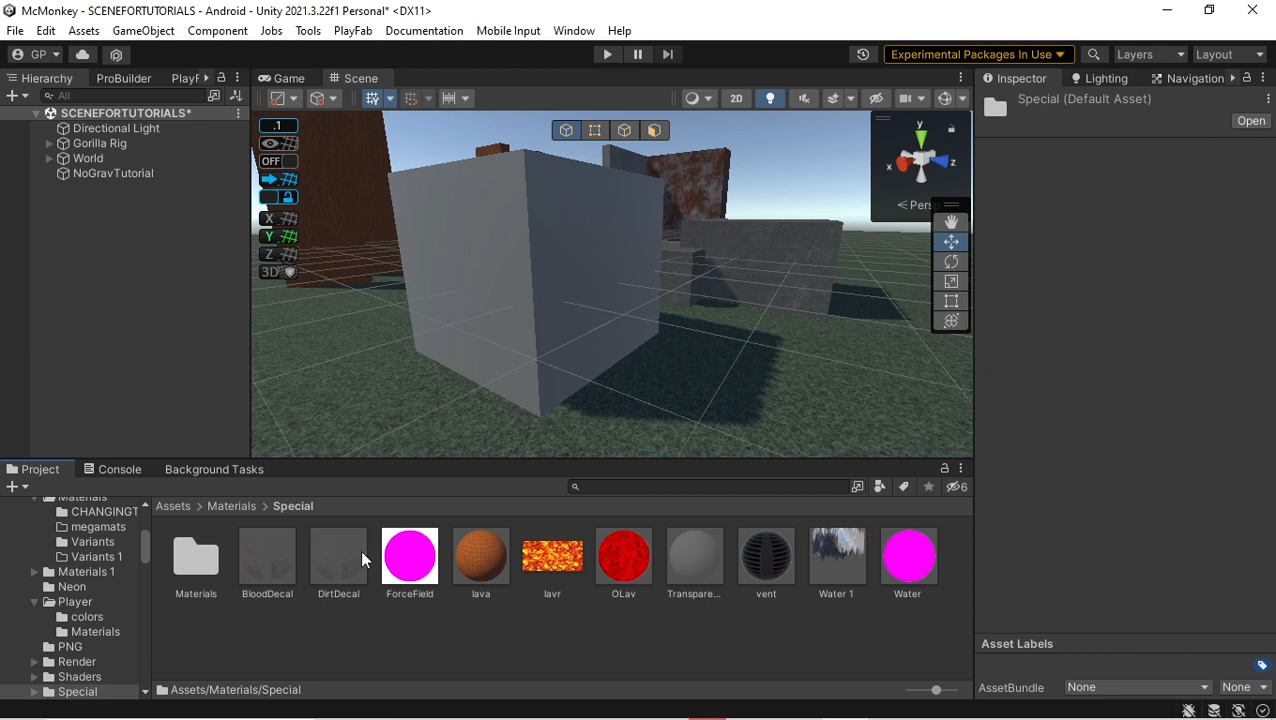 McMonkey - SCENEFORTUTORIALS - Android - Unity 2021.3.22f1 Personal* <DX11>
File Edit Assets GameObject Component Jobs Tools PlayFab Documentation Mobile Input Window Help
GP Experimental Packages In Use Layers Layout
Hierarchy ProBuilder PlayF Game Scene Inspector Lighting Navigation
All 2D Special (Default Asset)
Open
SCENEFORTUTORIALS*
Directional Light
Gorilla Rig
World
NoGravTutorial
.1
OFF
X
Y
Z
3D
y
x z
Persp
Project Console Background Tasks
6
Materials
CHANGINGT
megamats
Variants
Variants 1
Materials 1
Neon
Player
colors
Materials
PNG
Render
Shaders
Special
Assets > Materials > Special
Materials BloodDecal DirtDecal ForceField lava lavr OLav Transpare... vent Water 1 Water
Assets/Materials/Special
Asset Labels
AssetBundle None None